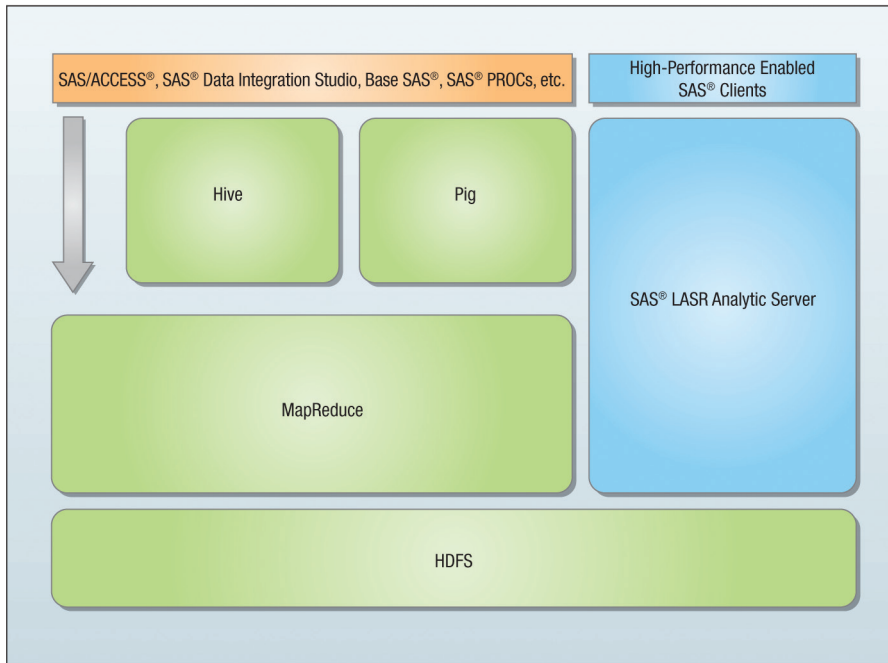 SAS/ACCESS®, SAS® Data Integration Studio, Base SAS®, SAS® PROCs, etc.
High-Performance Enabled
SAS® Clients
Hive
Pig
SAS® LASR Analytic Server
MapReduce
HDFS